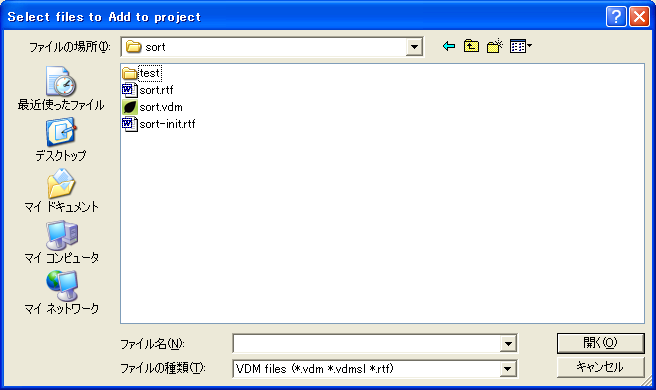 Select files to Add to project
ファイルの場所(I):
sort
最近使ったファイル
デスクトップ
マイ ドキュメント
マイ コンピュータ
マイ ネットワーク
test
sort.rtf
sort.vdm
sort-init.rtf
ファイル名(N):
開く(O)
ファイルの種類(T):
VDM files (*.vdm *.vdmsl *.rtf)
キャンセル